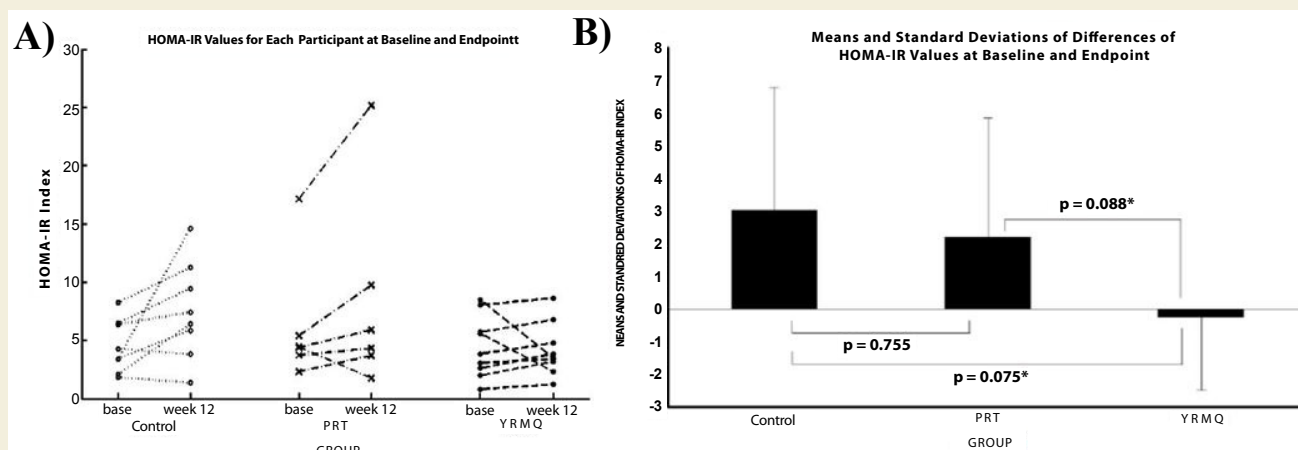 A)
HOMA-IR Values for Each Participant at Baseline and Endpointt
30
25
20
15
10
5
0
HOMA-IR Index
base week 12 base week 12 base week 12
Control PRT YRMQ
GROUP
B)
Means and Standard Deviations of Differences of
HOMA-IR Values at Baseline and Endpoint
8
7
6
5
4
3
2
1
0
-1
-2
-3
NEANS AND STANDRED DEVIATIONS OF HOMA-IR INDEX
p = 0.088*
p = 0.755
p = 0.075*
Control PRT YRMQ
GROUP